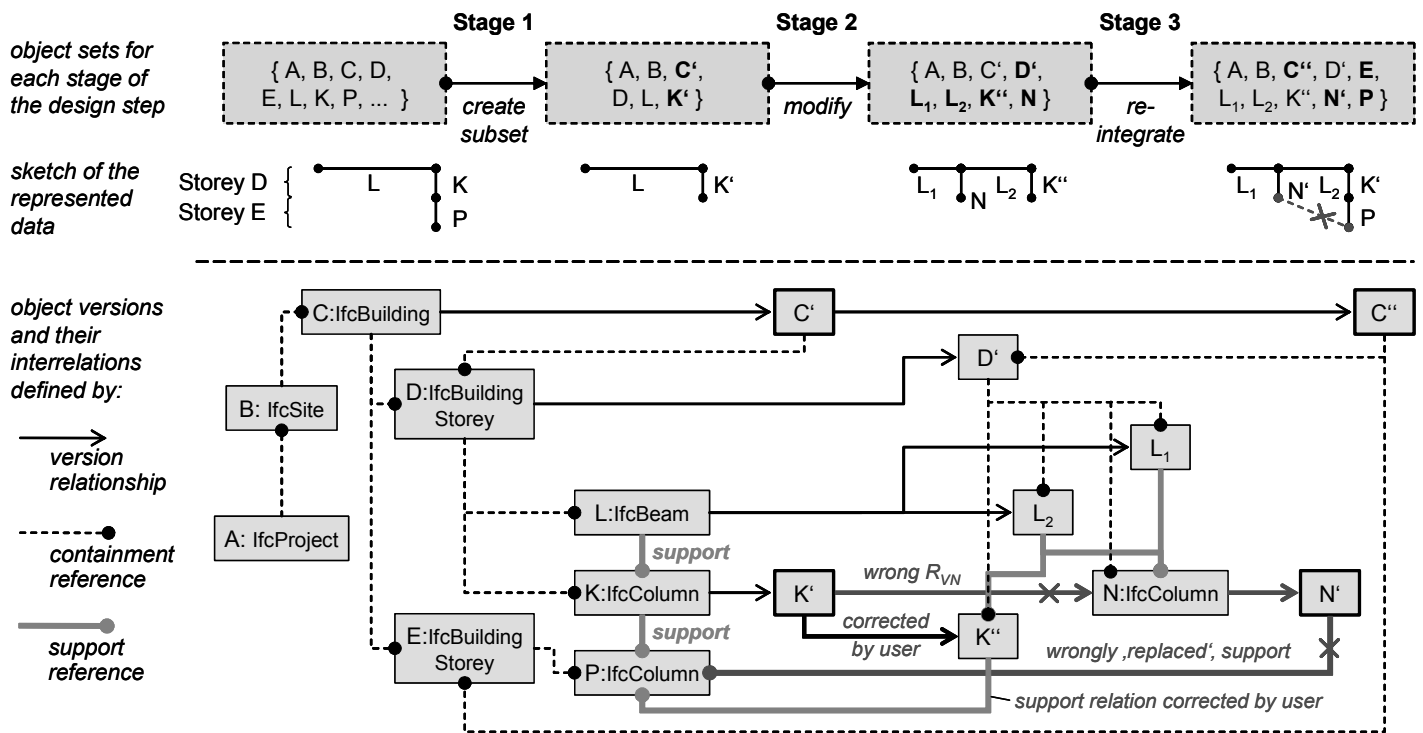 Stage 1
Stage 2
Stage 3
object sets for
each stage of
the design step
{ A, B, C, D,
E, L, K, P, ... }
create
subset
{ A, B, C‘,
D, L, K‘ }
modify
{ A, B, C‘, D‘,
L1, L2, K‘‘, N }
re-
integrate
{ A, B, C‘‘, D‘, E,
L1, L2, K‘‘, N‘, P }
sketch of the
represented
data
Storey D
Storey E
L
K
P
L
K‘
L1
N
L2
K‘‘
L1
N‘
L2
K‘
P
object versions
and their
interrelations
defined by:
version
relationship
containment
reference
support
reference
C:IfcBuilding
C‘
C‘‘
B: IfcSite
D:IfcBuilding
Storey
D‘
A: IfcProject
L1
L:IfcBeam
L2
support
K:IfcColumn
K‘
wrong RVN
N:IfcColumn
N‘
support
corrected
by user
K‘‘
E:IfcBuilding
Storey
P:IfcColumn
wrongly ‚replaced‘, support
support relation corrected by user